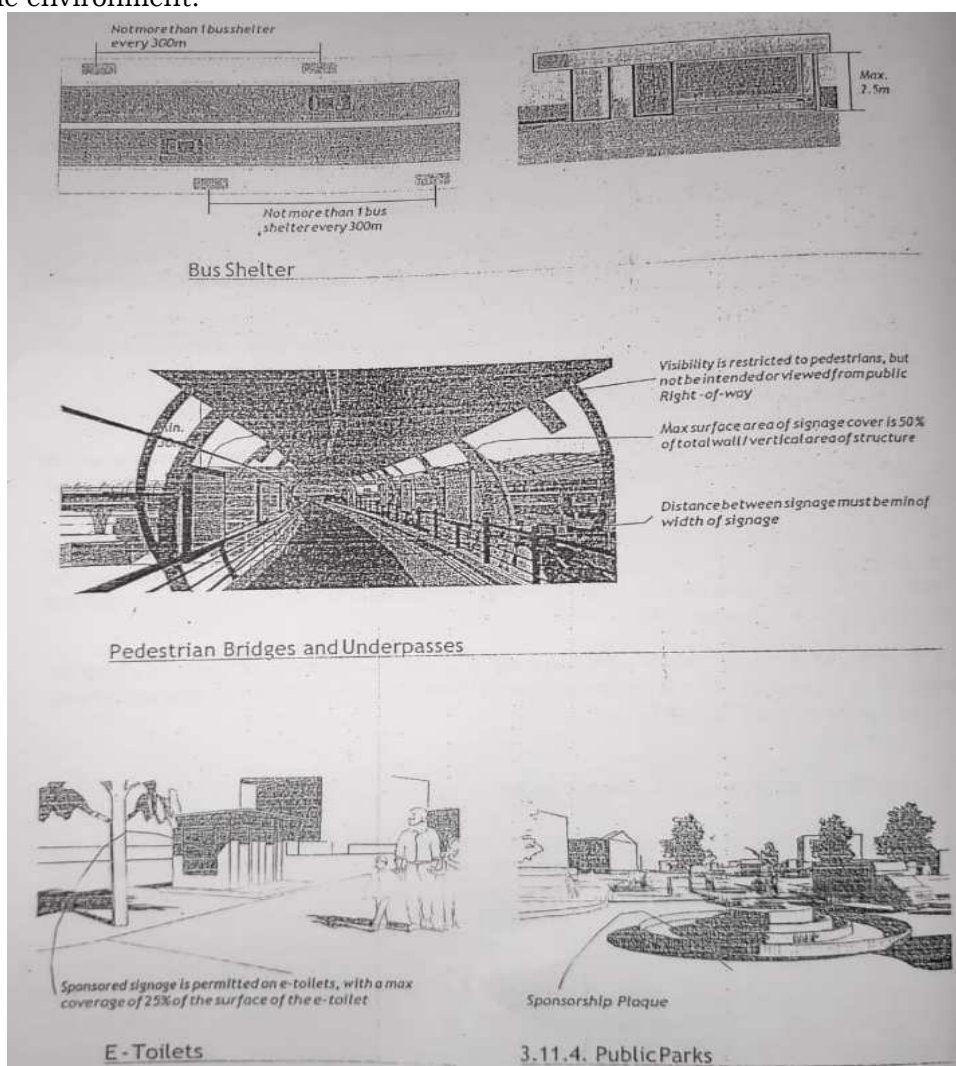 ic environment.
Not more than 1 bus shelter
every 300m
Max.
2.5m
Not more than 1 bus
shelter every 300m
Bus Shelter
Visibility is restricted to pedestrians, but
not be intended or viewed from public
Right-of-way
Max surface area of signage cover is 50%
of total wall / vertical area of structure
Distance between signage must be min of
width of signage
Pedestrian Bridges and Underpasses
Sponsored signage is permitted on e-toilets, with a max
coverage of 25% of the surface of the e-toilet
Sponsorship Plaque
E - Toilets
3.11.4. Public Parks